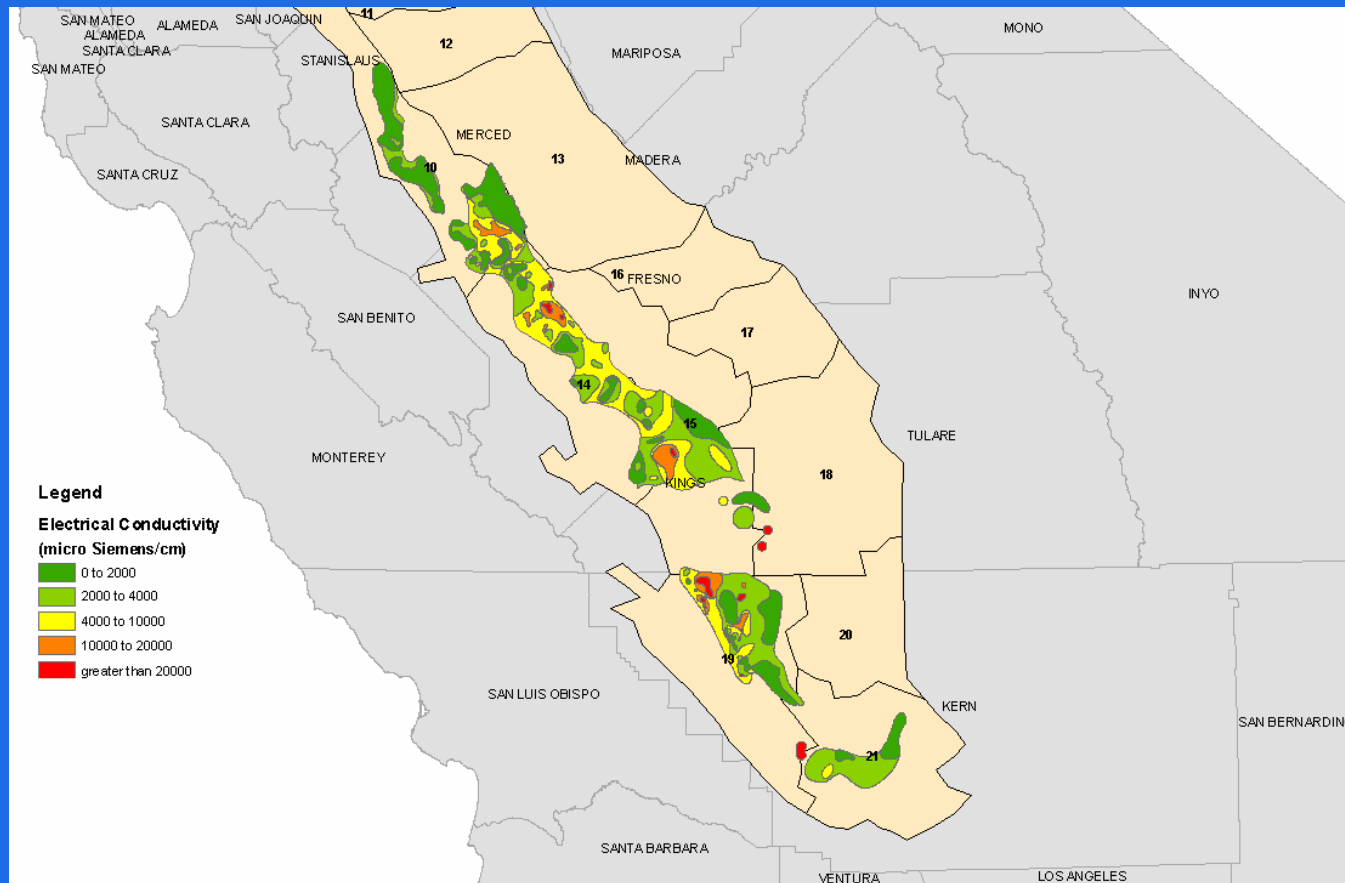 SAN MATEO
ALAMEDA
SAN JOAQUIN
11
ALAMEDA
SANTA CLARA
12
MONO
MARIPOSA
STANISLAUS
SAN MATEO
SANTA CLARA
MERCED
13
MADERA
10
SANTA CRUZ
16
FRESNO
INYO
SAN BENITO
17
14
15
TULARE
MONTEREY
18
KINGS
Legend
Electrical Conductivity
(micro Siemens/cm)
0 to 2000
2000 to 4000
4000 to 10000
10000 to 20000
greater than 20000
20
19
SAN LUIS OBISPO
KERN
SAN BERNARDIN
21
SANTA BARBARA
VENTURA
LOS ANGELES